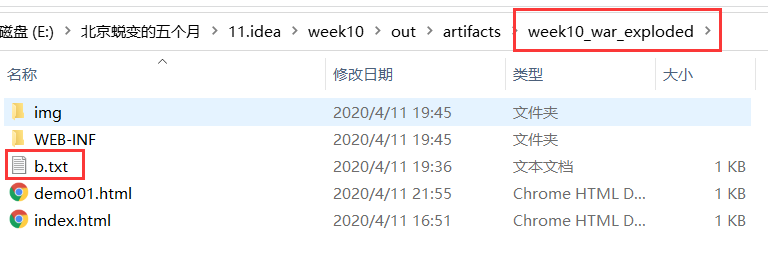 磁盘 (E:) > 北京蜕变的五个月 > 11.idea > week10 > out > artifacts > week10_war_exploded >
名称 修改日期 类型 大小
img 2020/4/11 19:45 文件夹
WEB-INF 2020/4/11 19:45 文件夹
b.txt 2020/4/11 19:36 文本文档 1 KB
demo01.html 2020/4/11 21:55 Chrome HTML D... 1 KB
index.html 2020/4/11 16:51 Chrome HTML D... 1 KB